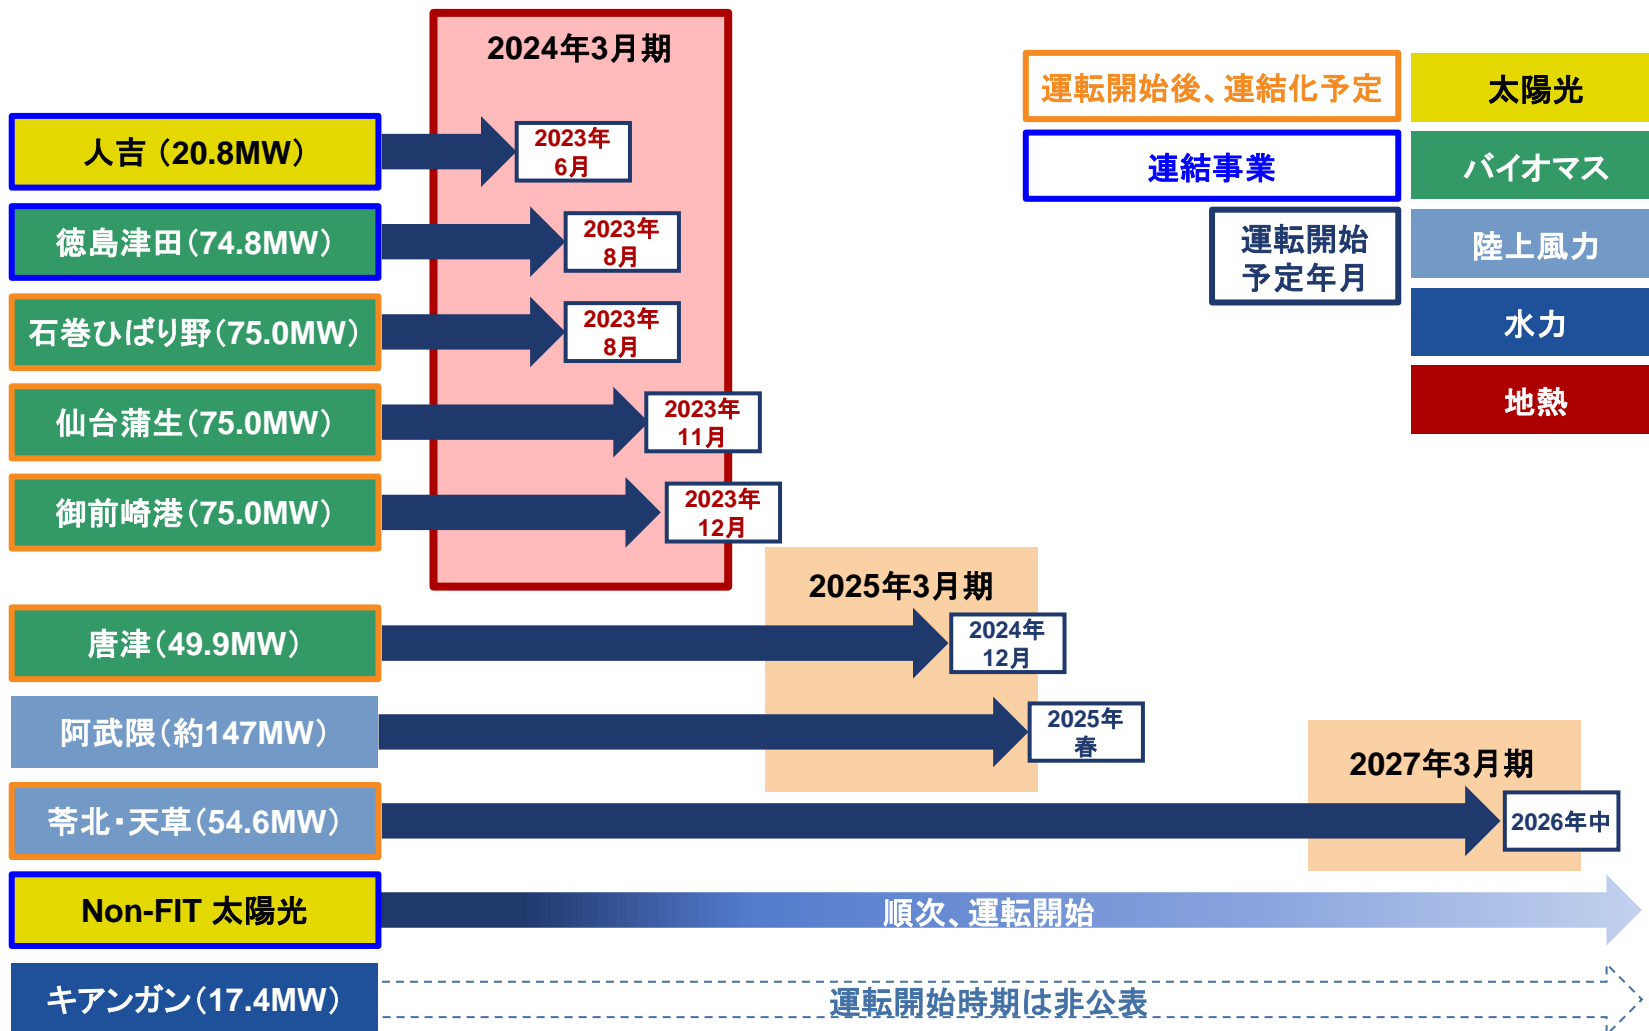 2024年3月期
運転開始後、連結化予定
太陽光
連結事業
バイオマス
運転開始
予定年月
陸上風力
水力
地熱
人吉（20.8MW）
2023年
6月
徳島津田（74.8MW）
2023年
8月
石巻ひばり野（75.0MW）
2023年
8月
仙台蒲生（75.0MW）
2023年
11月
御前崎港（75.0MW）
2023年
12月
2025年3月期
唐津（49.9MW）
2024年
12月
阿武隈（約147MW）
2025年
春
2027年3月期
苓北・天草（54.6MW）
2026年中
Non-FIT 太陽光
順次、運転開始
キアンガン（17.4MW）
運転開始時期は非公表